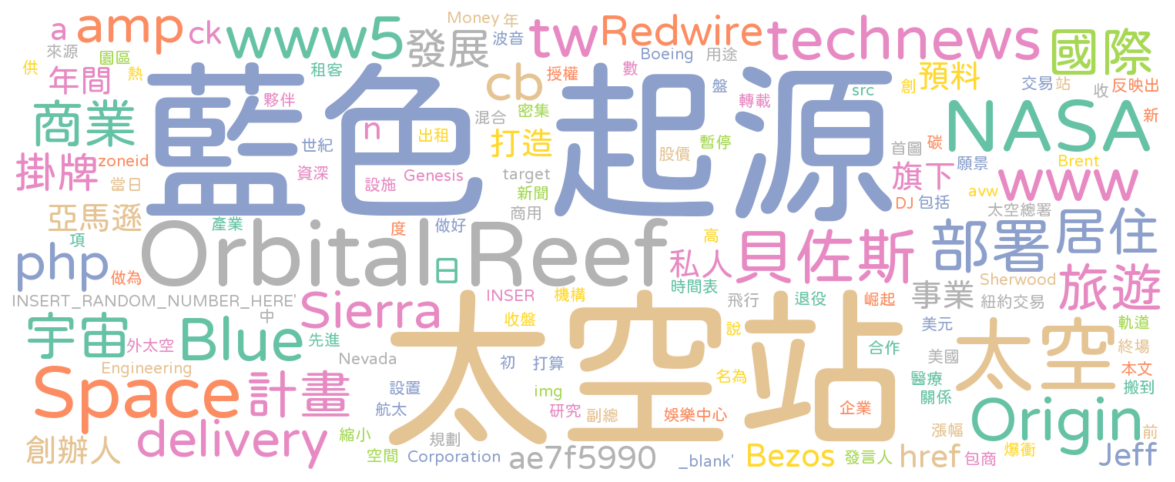 Money 年
a amp ck www5 發展 波音 tw Redwire technews 國際
來源 園區 Boeing 用途
供 熱 年間 租客 cb 授權 數 盤 預料 交易 站 收 反映出
商業 藍色起源 夥伴 密集 轉載 src 創 NASA 新
n 出租 混合 打造 暫停 首圖 碳
掛牌 zoneid 世紀 股價 願景 Brent
當日 資深 設施 Genesis target 旗下 avw www
新聞 DJ 包括
亞馬遜 商用 太空總署
產業 度 做好 高
項 Orbital Reef 貝佐斯 部署 居住
php 日 私人
做為 時間表 Sherwood 旅遊
INSERT_RANDOM_NUMBER_HERE' Sierra INSER 機構 飛行 退役 崛起 事業 紐約交易
中 收盤
宇宙 Blue 太空站 說 美元 軌道
外太空 先進 合作 太空 終場
Nevada 初 打算 美國
Engineering 名為 醫療 本文
Space 計畫 設置 img 關係 搬到
航太 研究 副總 娛樂中心 企業 Origin
創辦人 delivery 縮小 規劃 漲幅 前
空間 Corporation ae7f5990 _blank' Bezos 發言人 href 包商 爆衝 Jeff